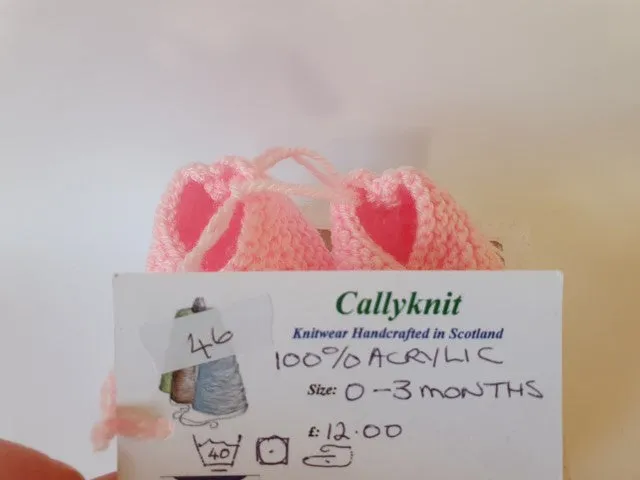 Callyknit
Knitwear Handcrafted in Scotland
46
100% ACRYLIC
Size: 0-3 MONTHS
£: 12.00
40